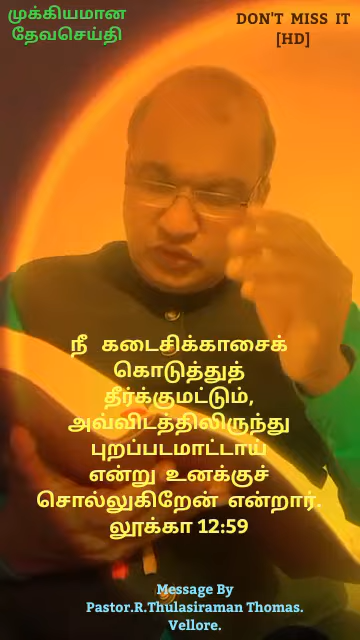 முக்கியமான
தேவசெய்தி
DON'T MISS IT
[HD]
நீ கடைசிக்காசைக்
கொடுத்துத்
தீர்க்குமட்டும்,
அவ்விடத்திலிருந்து
புறப்படமாட்டாய்
என்று உனக்குச்
சொல்லுகிறேன் என்றார்.
லூக்கா 12:59
Message By
Pastor.R.Thulasiraman Thomas.
Vellore.